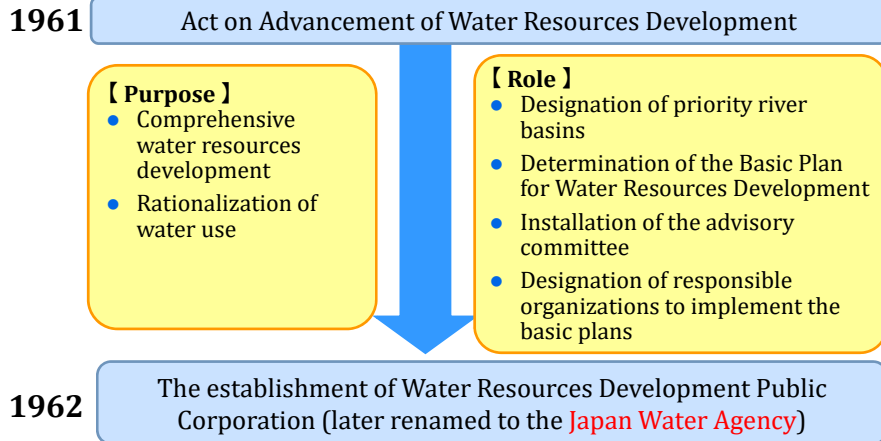 1961
Act on Advancement of Water Resources Development
【 Purpose 】
● Comprehensive
water resources
development
● Rationalization of
water use
【 Role 】
● Designation of priority river
basins
● Determination of the Basic Plan
for Water Resources Development
● Installation of the advisory
committee
● Designation of responsible
organizations to implement the
basic plans
1962
The establishment of Water Resources Development Public
Corporation (later renamed to the Japan Water Agency)